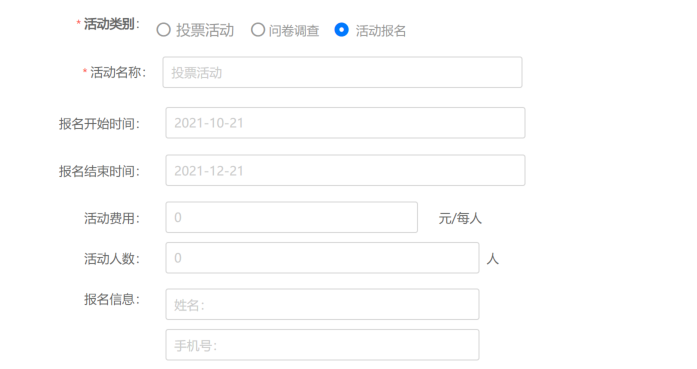 * 活动类别： 投票活动 问卷调查 活动报名
* 活动名称： 投票活动
报名开始时间： 2021-10-21
报名结束时间： 2021-12-21
活动费用： 0 元/每人
活动人数： 0 人
报名信息： 姓名：
手机号：